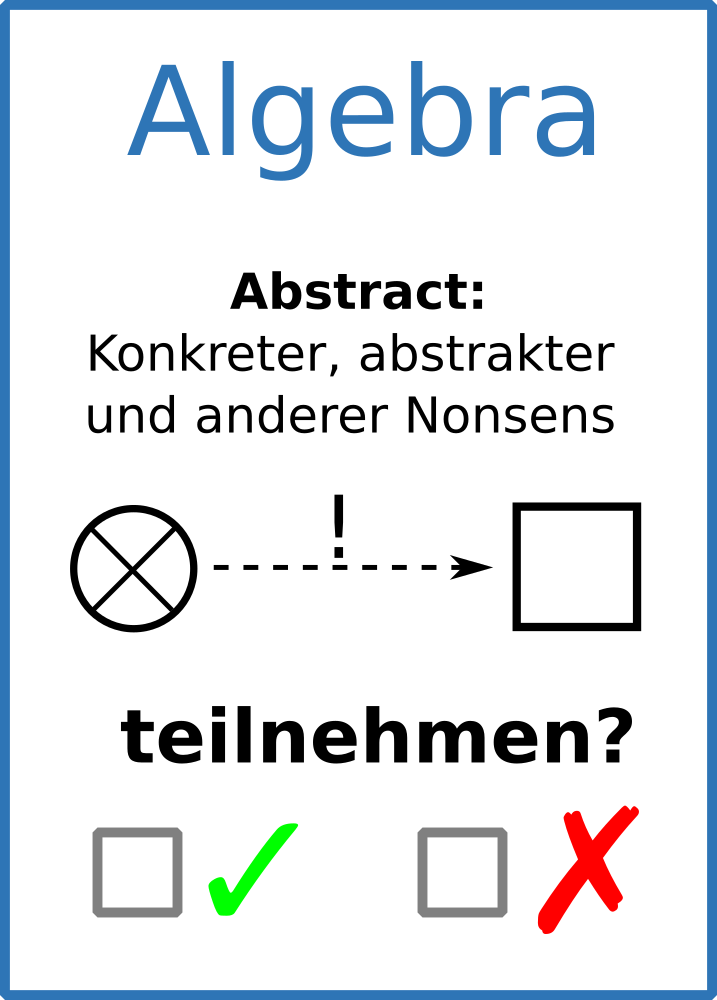 Algebra
Abstract:
Konkreter, abstrakter
und anderer Nonsens
!
teilnehmen?